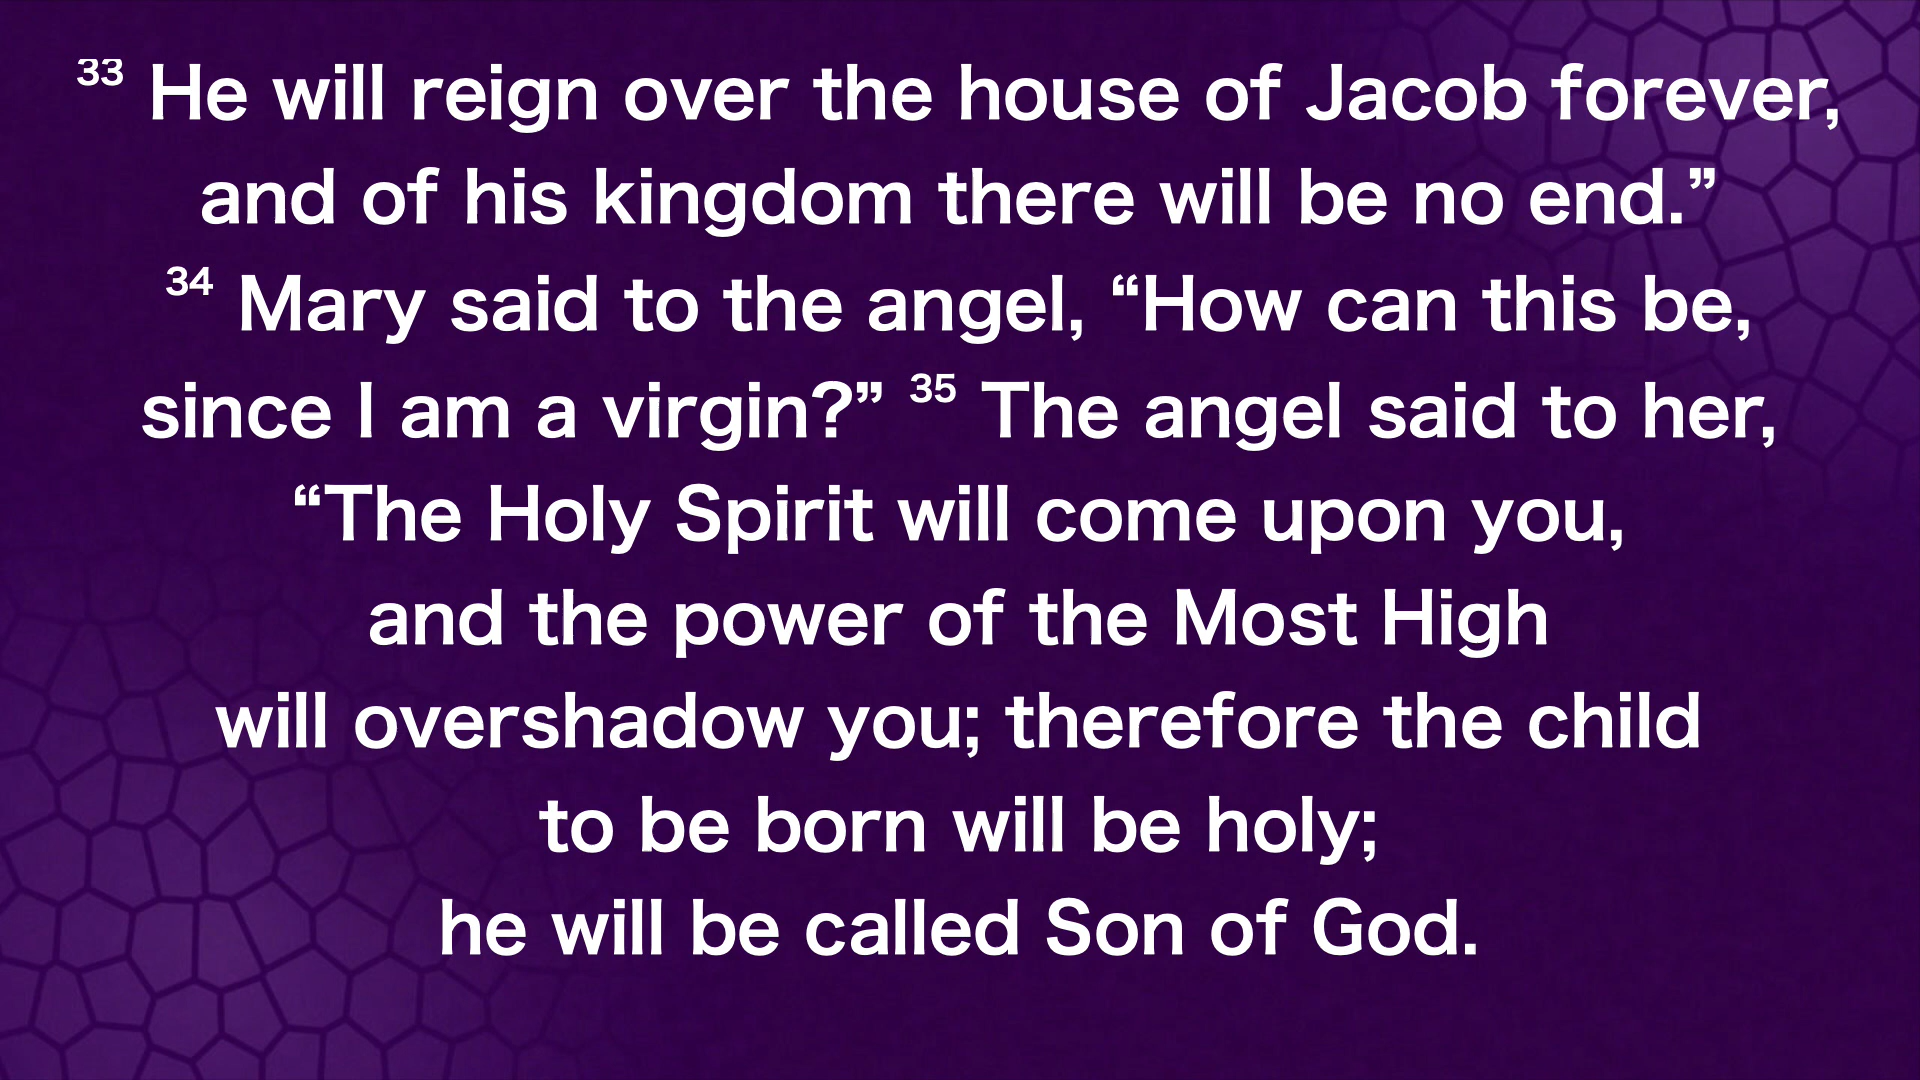 33 He will reign over the house of Jacob forever,
and of his kingdom there will be no end.”
34 Mary said to the angel, “How can this be,
since I am a virgin?” 35 The angel said to her,
“The Holy Spirit will come upon you,
and the power of the Most High
will overshadow you; therefore the child
to be born will be holy;
he will be called Son of God.